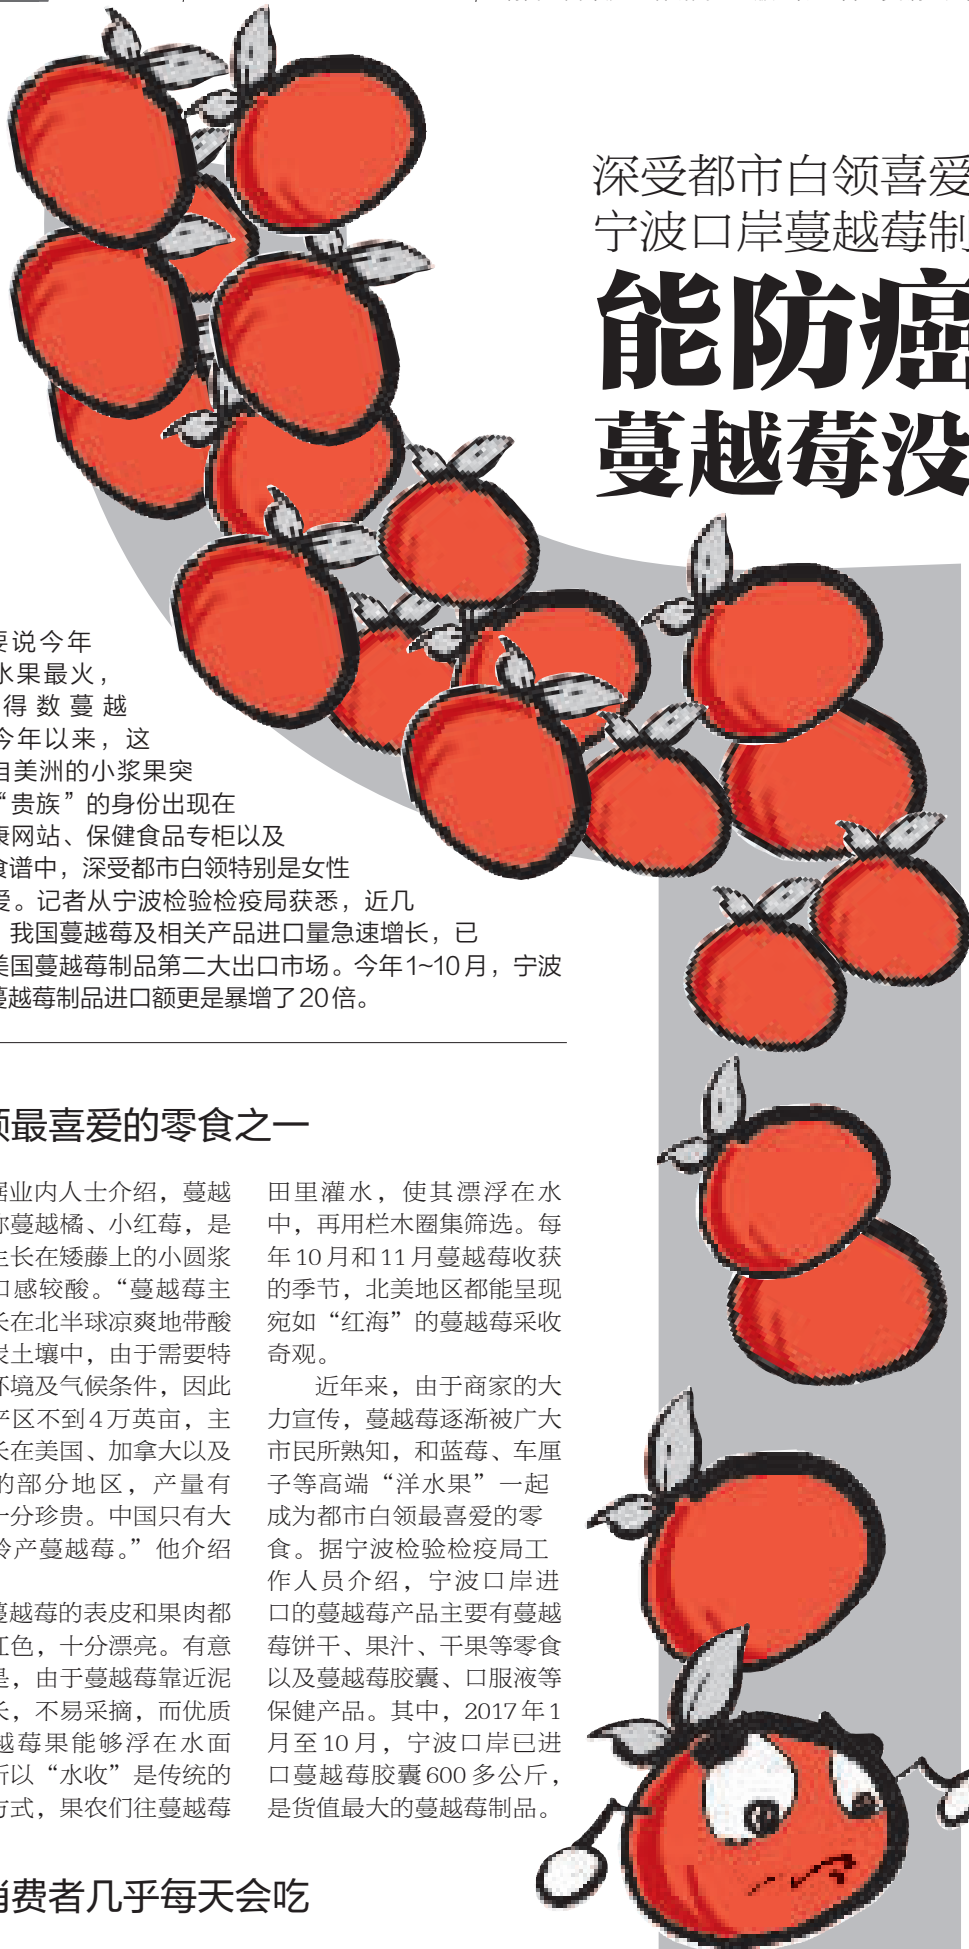 深受都市白领喜爱
宁波口岸蔓越莓制
能防癌
蔓越莓没
要说今年
水果最火，
得数蔓越
今年以来，这
自美洲的小浆果突
“贵族”的身份出现在
康网站、保健食品专柜以及
食谱中，深受都市白领特别是女性
爱。记者从宁波检验检疫局获悉，近几
我国蔓越莓及相关产品进口量急速增长，已
美国蔓越莓制品第二大出口市场。今年1~10月，宁波
蔓越莓制品进口额更是暴增了20倍。
领最喜爱的零食之一
据业内人士介绍，蔓越
称蔓越橘、小红莓，是
生长在矮藤上的小圆浆
口感较酸。“蔓越莓主
长在北半球凉爽地带酸
炭土壤中，由于需要特
环境及气候条件，因此
产区不到4万英亩，主
长在美国、加拿大以及
的部分地区，产量有
十分珍贵。中国只有大
岭产蔓越莓。”他介绍
蔓越莓的表皮和果肉都
红色，十分漂亮。有意
是，由于蔓越莓靠近泥
长，不易采摘，而优质
越莓果能够浮在水面
所以“水收”是传统的
方式，果农们往蔓越莓
田里灌水，使其漂浮在水
中，再用栏木圈集筛选。每
年10月和11月蔓越莓收获
的季节，北美地区都能呈现
宛如“红海”的蔓越莓采收
奇观。
近年来，由于商家的大
力宣传，蔓越莓逐渐被广大
市民所熟知，和蓝莓、车厘
子等高端“洋水果”一起
成为都市白领最喜爱的零
食。据宁波检验检疫局工
作人员介绍，宁波口岸进
口的蔓越莓产品主要有蔓越
莓饼干、果汁、干果等零食
以及蔓越莓胶囊、口服液等
保健产品。其中，2017年1
月至10月，宁波口岸已进
口蔓越莓胶囊600多公斤，
是货值最大的蔓越莓制品。
消费者几乎每天会吃